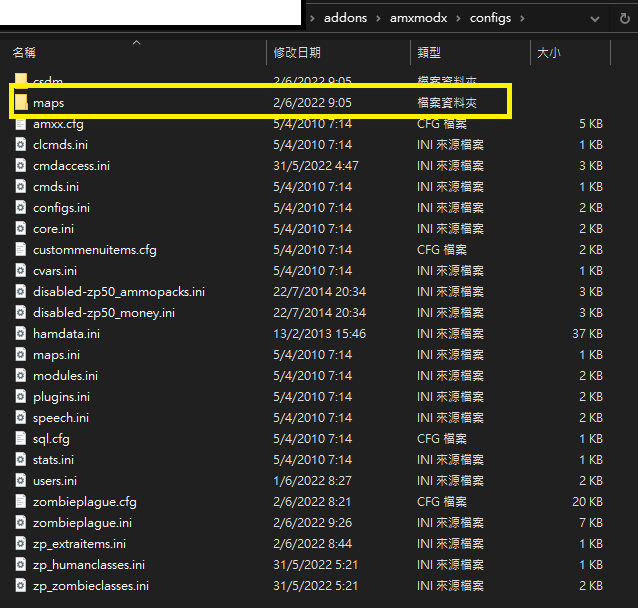 addons > amxmodx > configs >
名稱 修改日期 類型 大小
csdm 2/6/2022 9:05 檔案資料夾
maps 2/6/2022 9:05 檔案資料夾
amxx.cfg 5/4/2010 7:14 CFG 檔案 5 KB
clcmds.ini 5/4/2010 7:14 INI 來源檔案 1 KB
cmdaccess.ini 31/5/2022 4:47 INI 來源檔案 3 KB
cmds.ini 5/4/2010 7:14 INI 來源檔案 1 KB
configs.ini 5/4/2010 7:14 INI 來源檔案 2 KB
core.ini 5/4/2010 7:14 INI 來源檔案 2 KB
custommenuitems.cfg 5/4/2010 7:14 CFG 檔案 2 KB
cvars.ini 5/4/2010 7:14 INI 來源檔案 1 KB
disabled-zp50_ammopacks.ini 22/7/2014 20:34 INI 來源檔案 3 KB
disabled-zp50_money.ini 22/7/2014 20:34 INI 來源檔案 3 KB
hamdata.ini 13/2/2013 15:46 INI 來源檔案 37 KB
maps.ini 5/4/2010 7:14 INI 來源檔案 1 KB
modules.ini 5/4/2010 7:14 INI 來源檔案 2 KB
plugins.ini 5/4/2010 7:14 INI 來源檔案 2 KB
speech.ini 5/4/2010 7:14 INI 來源檔案 2 KB
sql.cfg 5/4/2010 7:14 CFG 檔案 1 KB
stats.ini 5/4/2010 7:14 INI 來源檔案 1 KB
users.ini 1/6/2022 8:27 INI 來源檔案 2 KB
zombieplague.cfg 2/6/2022 8:21 CFG 檔案 20 KB
zombieplague.ini 2/6/2022 9:26 INI 來源檔案 7 KB
zp_extraitems.ini 2/6/2022 8:44 INI 來源檔案 1 KB
zp_humanclasses.ini 31/5/2022 5:21 INI 來源檔案 1 KB
zp_zombieclasses.ini 31/5/2022 5:21 INI 來源檔案 2 KB